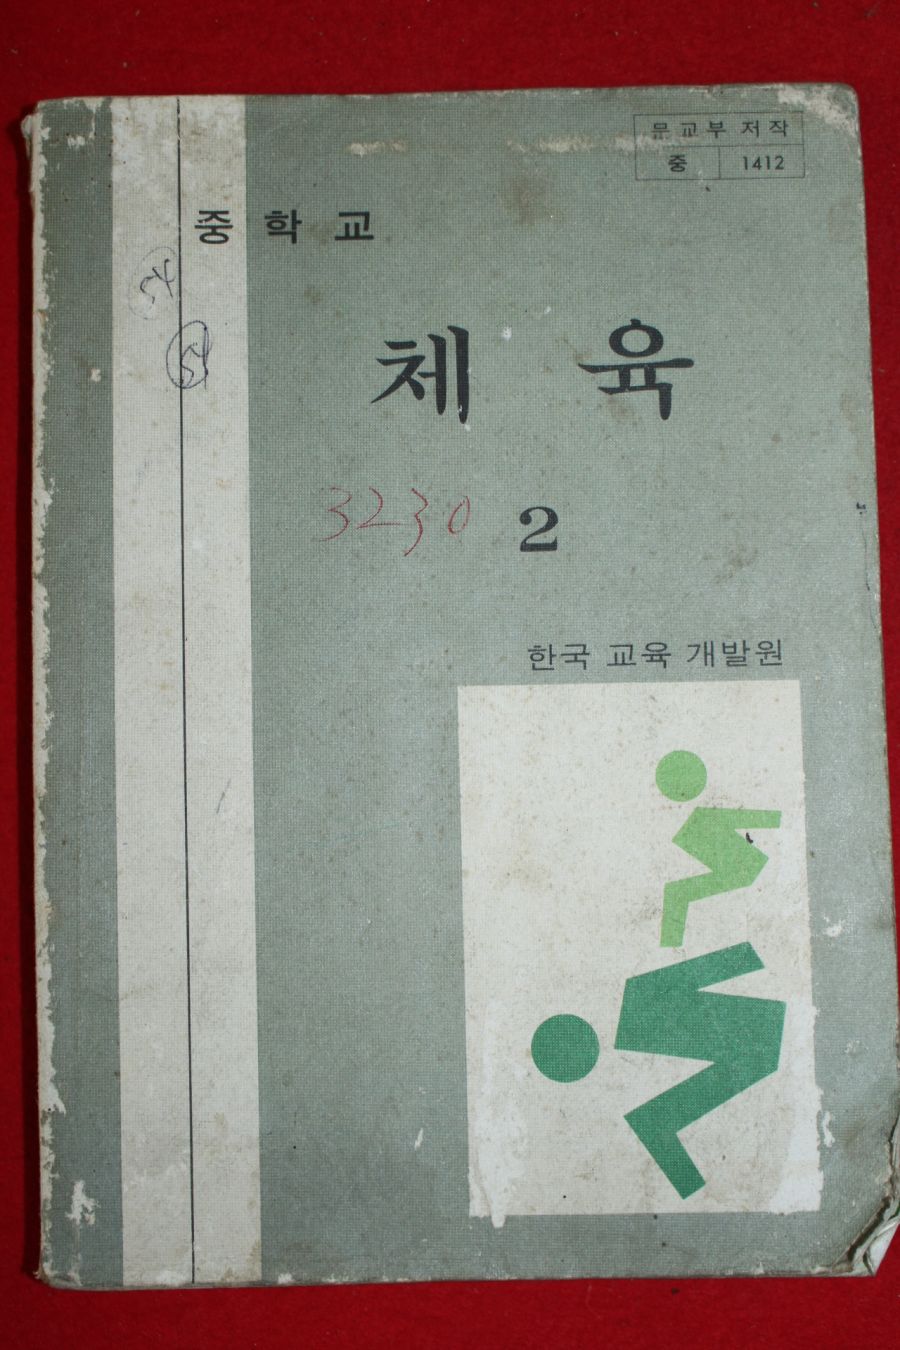 문교부 저작
중 1412
중학교
체육
3230
2
한국 교육 개발원